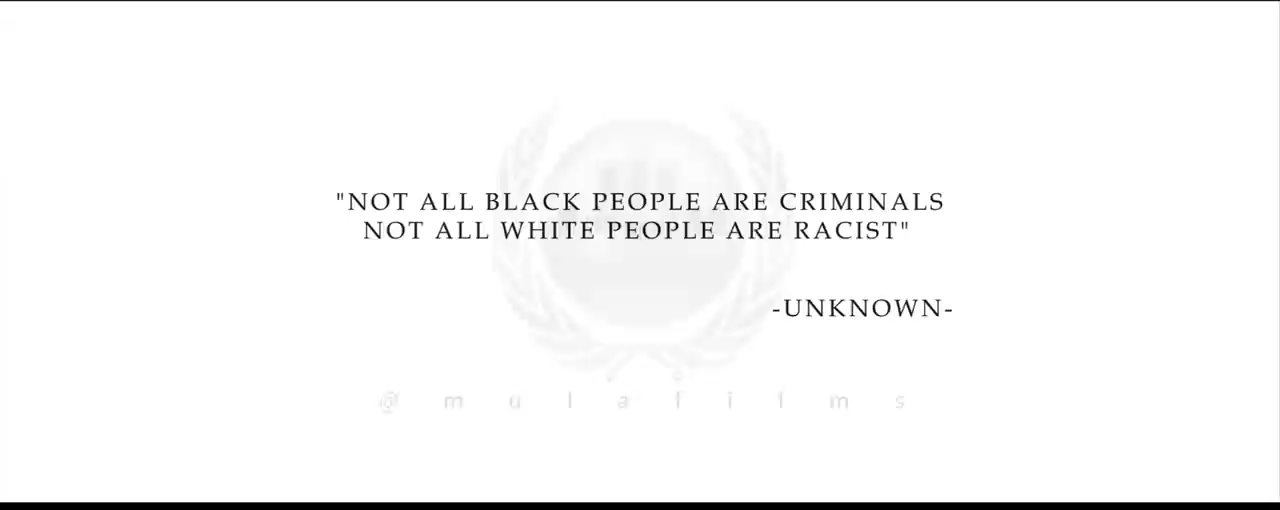 "NOT ALL BLACK PEOPLE ARE CRIMINALS
NOT ALL WHITE PEOPLE ARE RACIST"
-UNKNOWN-
@mulafilms